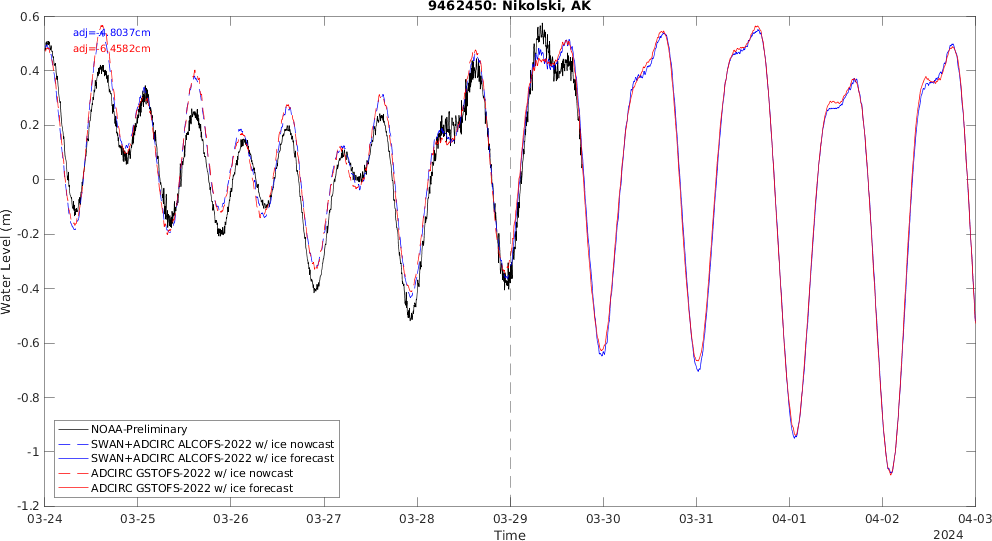 9462450: Nikolski, AK
adj=-4.8037cm
adj=-6.4582cm
0.6
0.4
0.2
0
-0.2
-0.4
-0.6
-0.8
-1
-1.2
Water Level (m)
NOAA-Preliminary
SWAN+ADCIRC ALCOFS-2022 w/ ice nowcast
SWAN+ADCIRC ALCOFS-2022 w/ ice forecast
ADCIRC GSTOFS-2022 w/ ice nowcast
ADCIRC GSTOFS-2022 w/ ice forecast
03-24 03-25 03-26 03-27 03-28 03-29 03-30 03-31 04-01 04-02 04-03
Time
2024